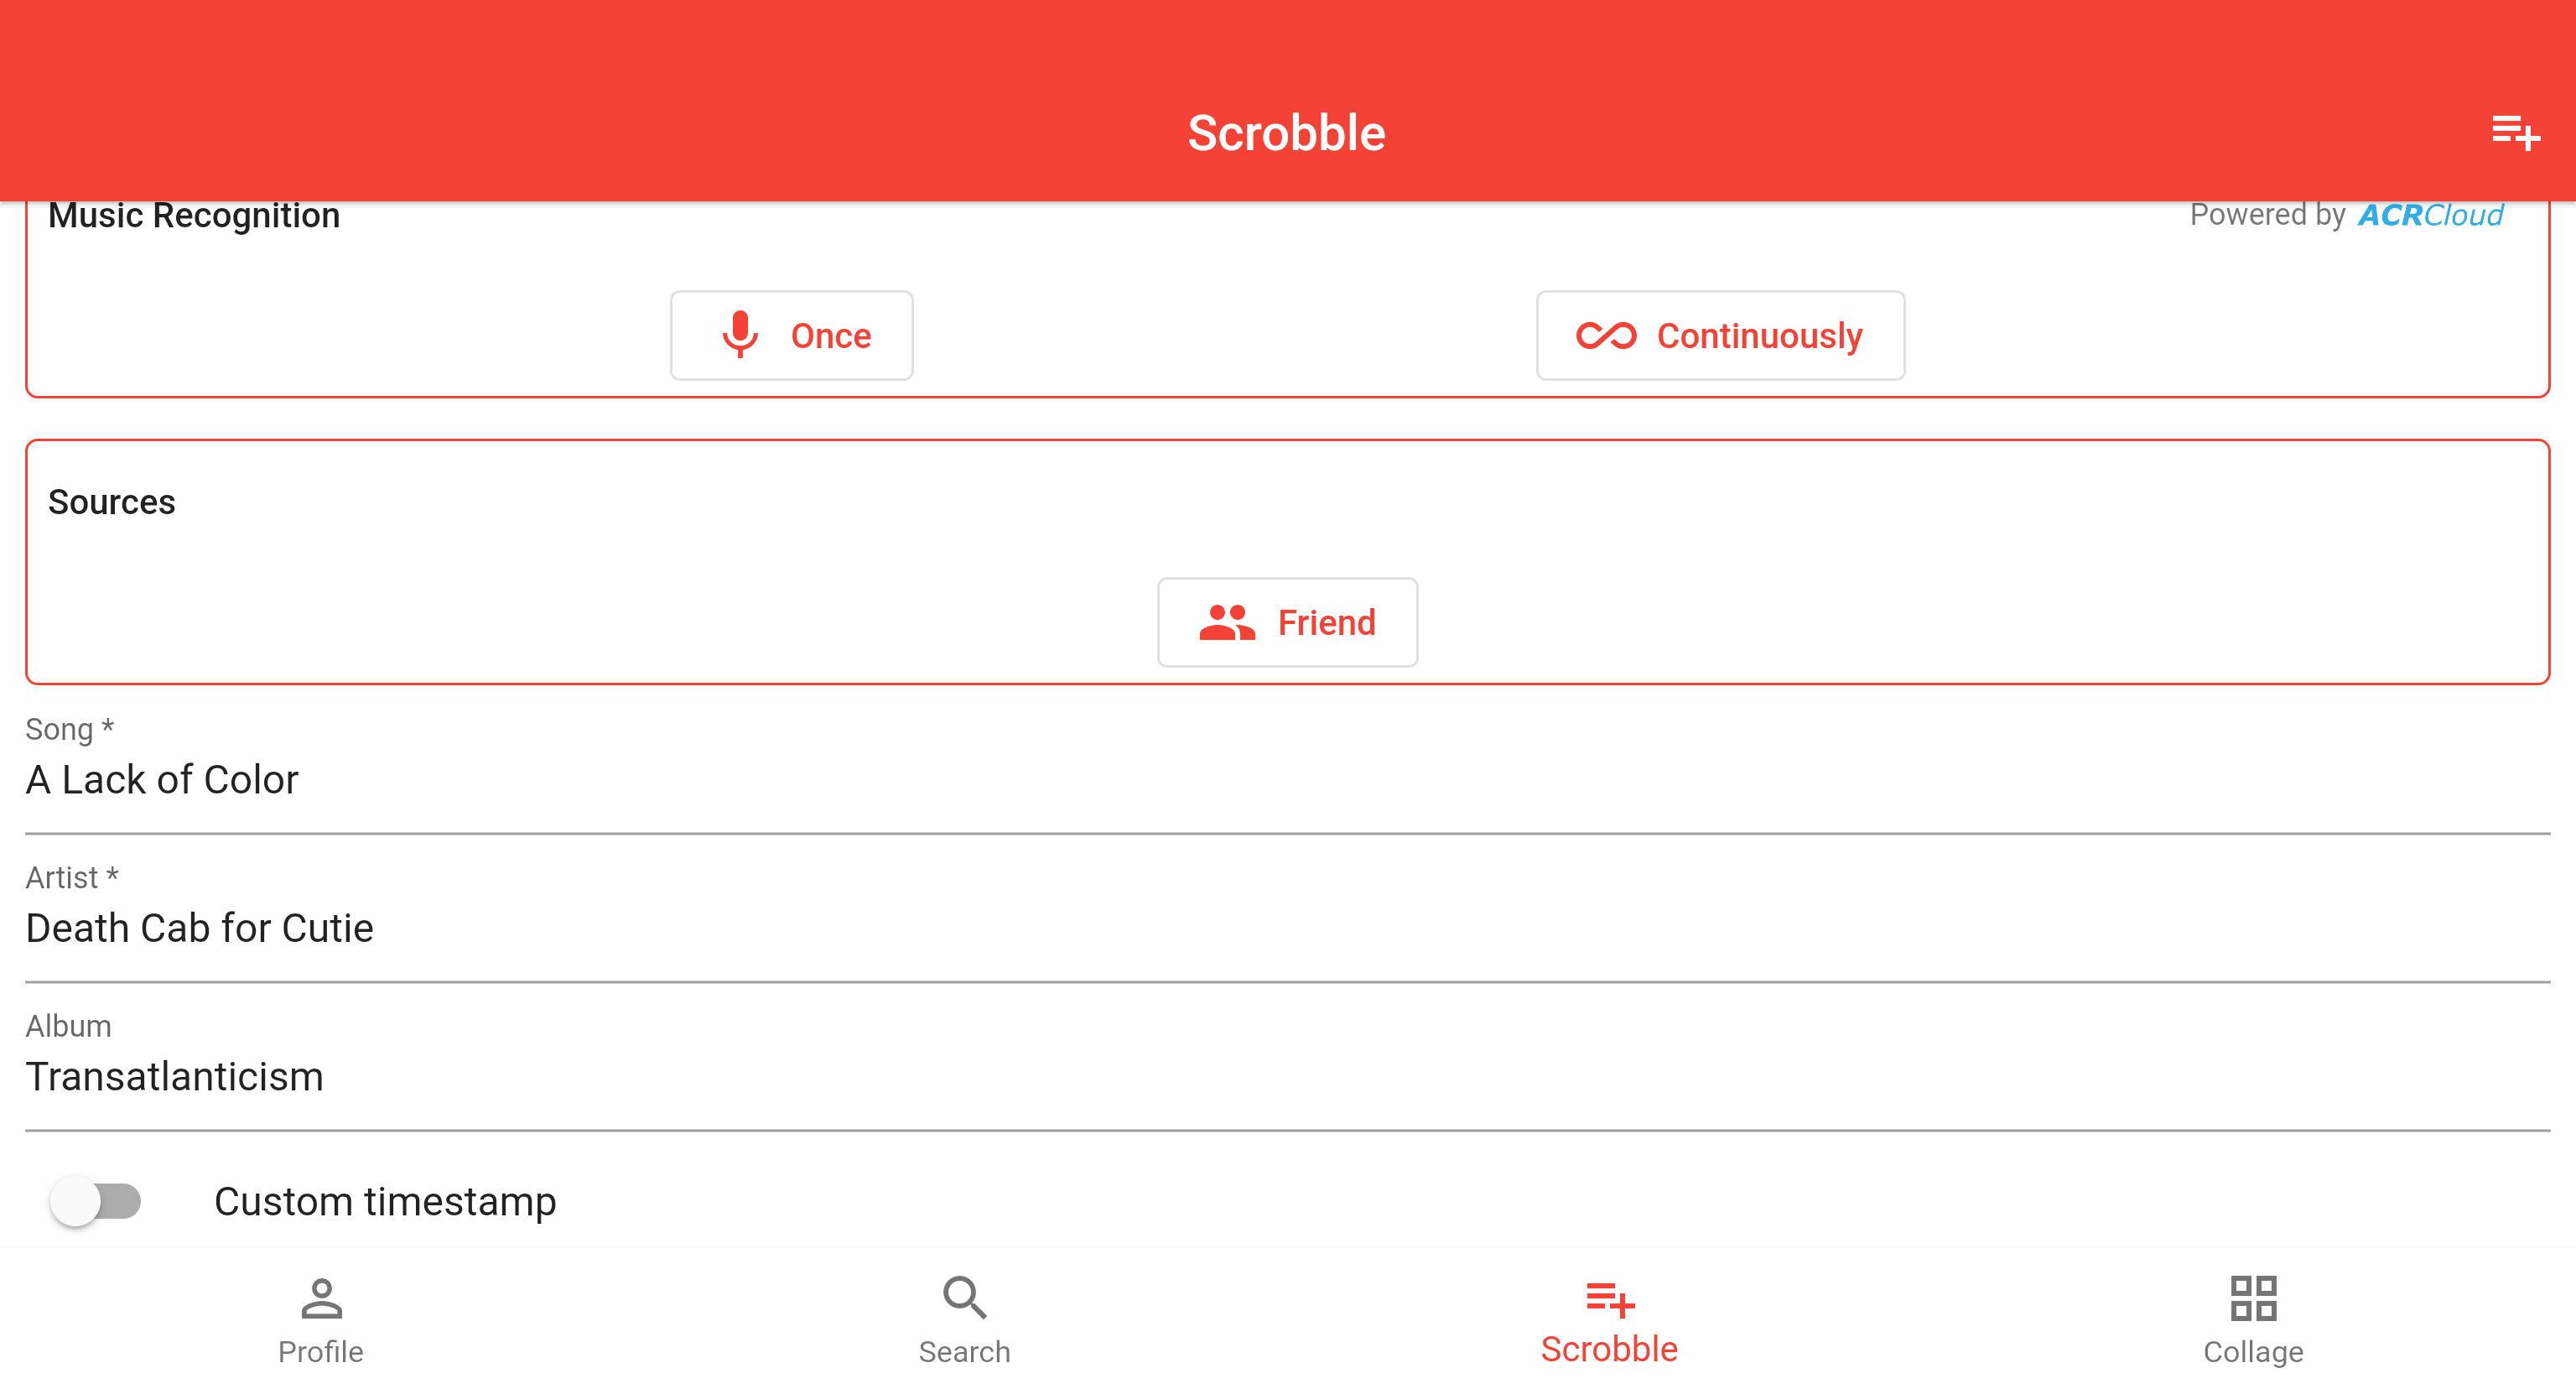 Scrobble
Music Recognition
Powered by ACRCloud
Once
Continuously
Sources
Friend
Song *
A Lack of Color
Artist *
Death Cab for Cutie
Album
Transatlanticism
Custom timestamp
Profile
Search
Scrobble
Collage